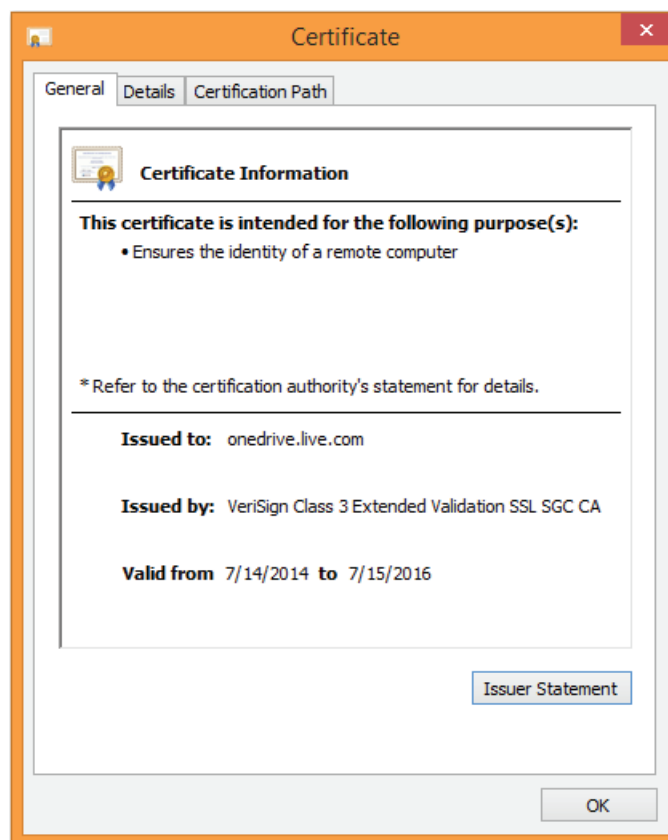 Certificate
General Details Certification Path
Certificate Information
This certificate is intended for the following purpose(s):
• Ensures the identity of a remote computer
* Refer to the certification authority's statement for details.
Issued to: onedrive.live.com
Issued by: VeriSign Class 3 Extended Validation SSL SGC CA
Valid from 7/14/2014 to 7/15/2016
Issuer Statement
OK